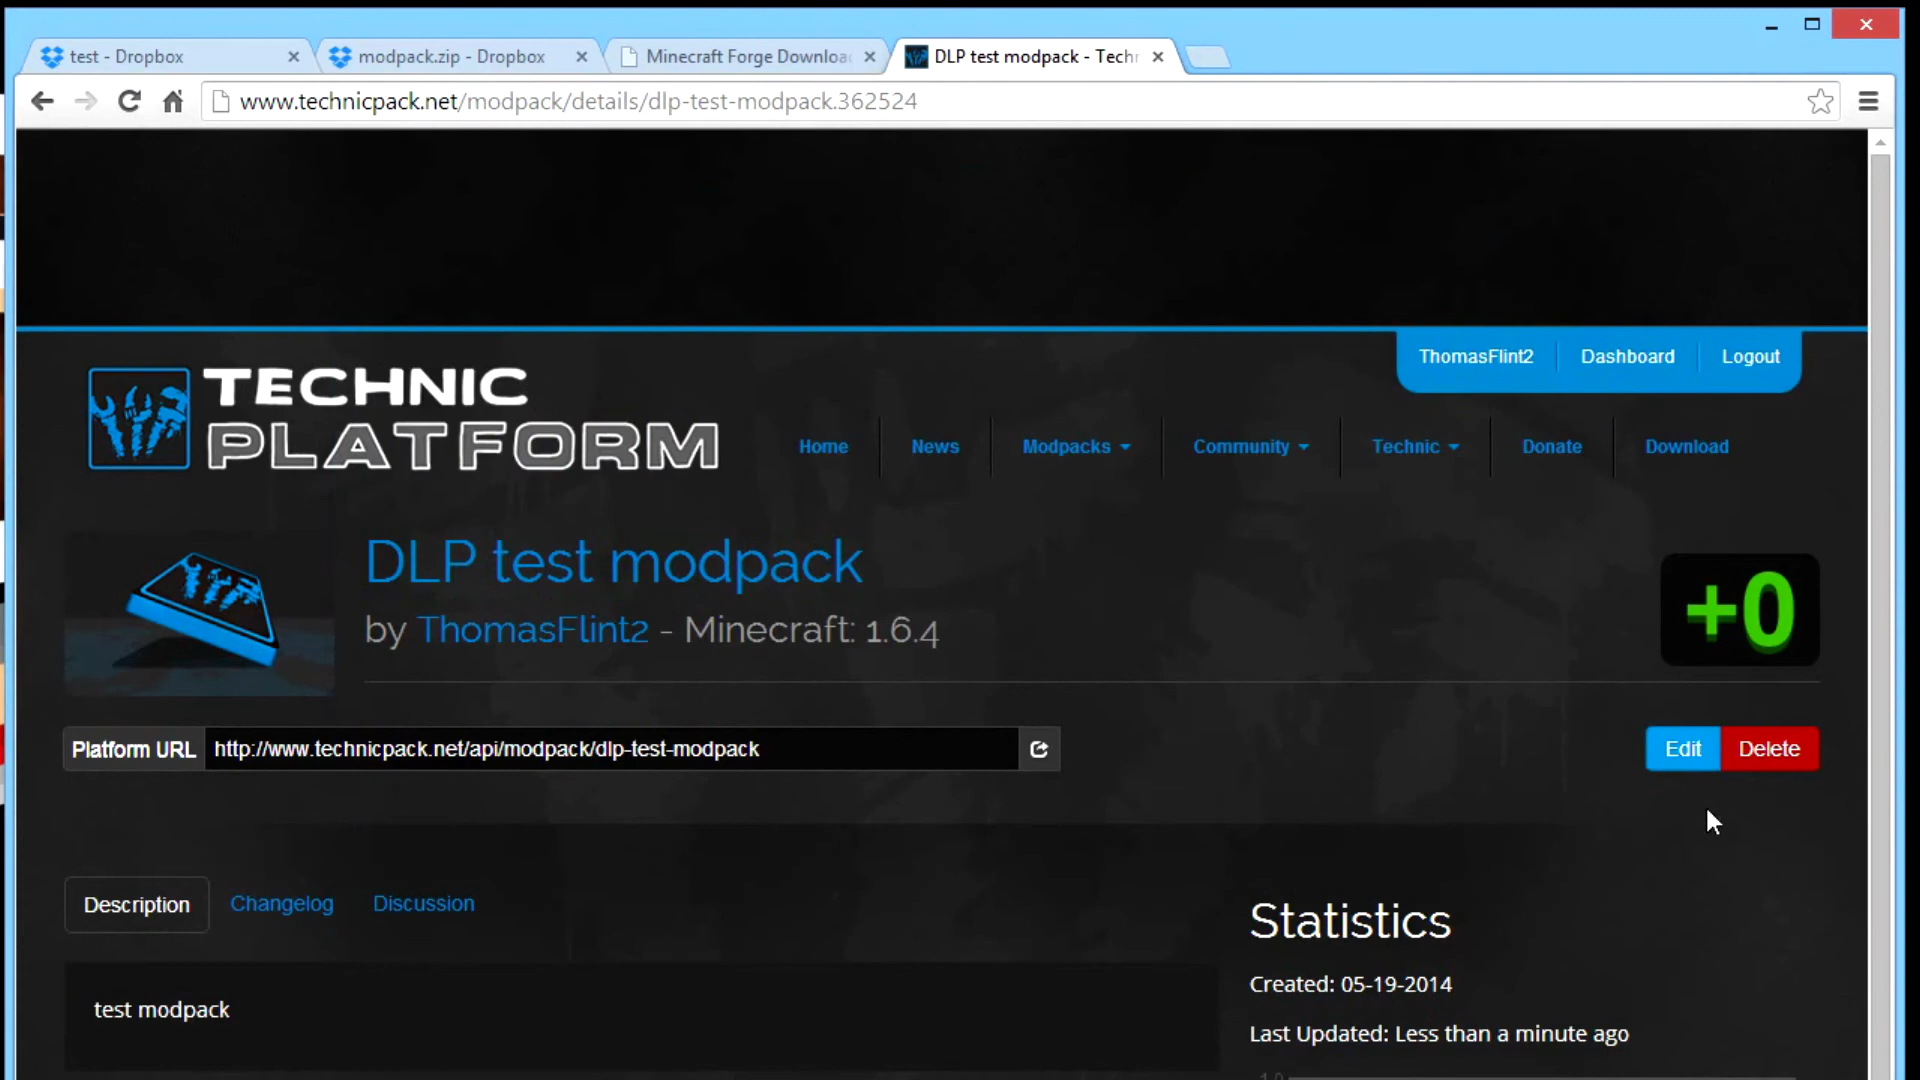 test - Dropbox
modpack.zip - Dropbox
Minecraft Forge Downloa
DLP test modpack - Techn
www.technicpack.net/modpack/details/dlp-test-modpack.362524
ThomasFlint2
Dashboard
Logout
TECHNIC
PLATFORM
Home
News
Modpacks
Community
Technic
Donate
Download
DLP test modpack
by ThomasFlint2 - Minecraft: 1.6.4
+0
Platform URL
http://www.technicpack.net/api/modpack/dlp-test-modpack
Edit
Delete
Description
Changelog
Discussion
Statistics
Created: 05-19-2014
test modpack
Last Updated: Less than a minute ago